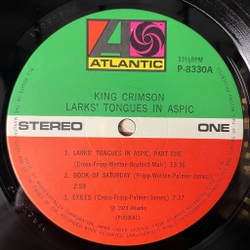 ATLANTIC
33⅓RPM
P-8330A
KING CRIMSON
LARKS' TONGUES IN ASPIC
STEREO
ONE
1. LARKS' TONGUES IN ASPIC, PART ONE
(Cross-Fripp-Wetton-Bruford-Muir) 13:36
2. BOOK OF SATURDAY (Fripp-Wetton-Palmer-James)
2:59
3. EXILES (Cross-Fripp-Palmer-James) 7:37
Atlantic